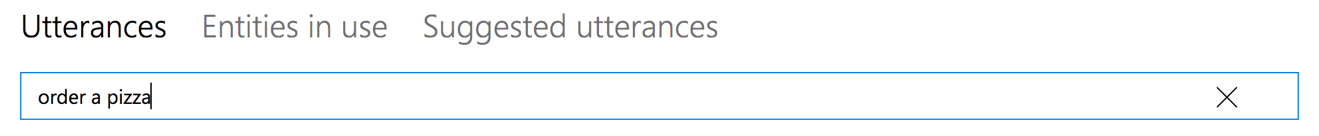 Utterances Entities in use Suggested utterances
order a pizza